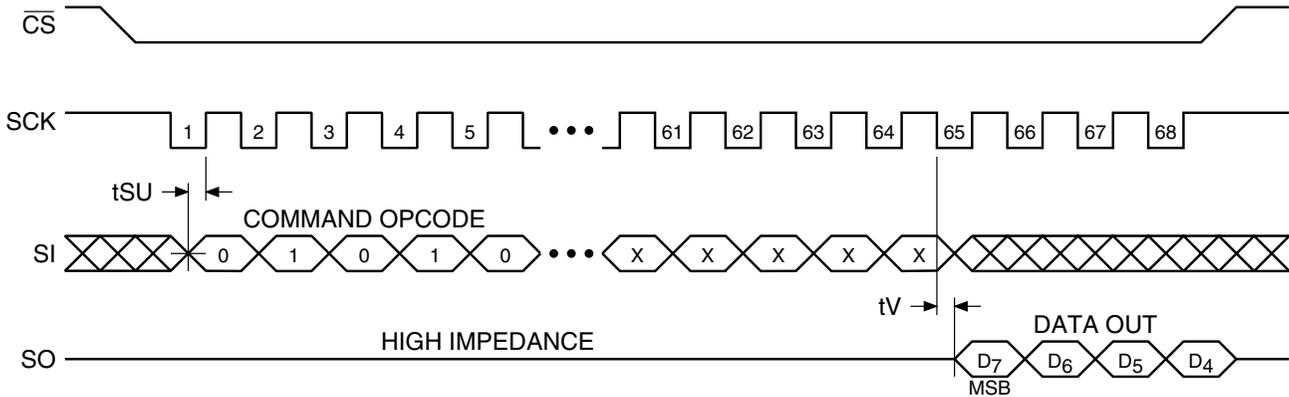 CS
SCK 1 2 3 4 5 ••• 61 62 63 64 65 66 67 68
tSU
COMMAND OPCODE
SI 0 1 0 1 0 ••• X X X X X
tV
HIGH IMPEDANCE DATA OUT
SO D7 D6 D5 D4
MSB